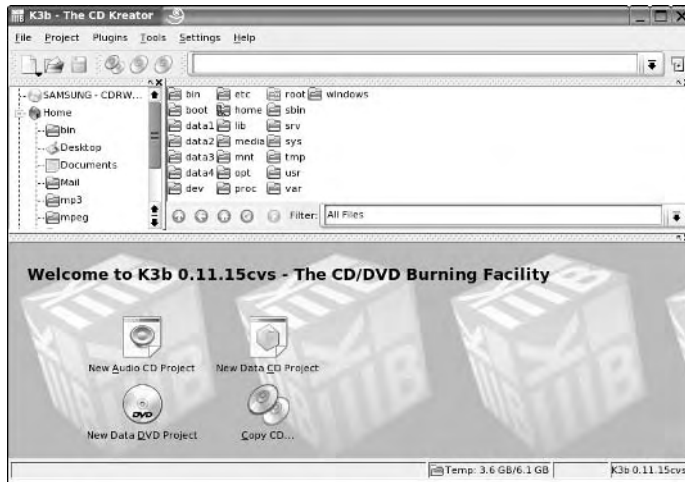 K3b - The CD Kreator
File Project Plugins Tools Settings Help
SAMSUNG - CDRW...
Home
bin
Desktop
Documents
Mail
mp3
mpeg
bin etc root windows
boot home sbin
data1 lib srv
data2 media sys
data3 mnt tmp
data4 opt usr
dev proc var
Filter: All Files
Welcome to K3b 0.11.15cvs - The CD/DVD Burning Facility
New Audio CD Project New Data CD Project
DVD
New Data DVD Project Copy CD...
Temp: 3.6 GB/6.1 GB K3b 0.11.15cvs